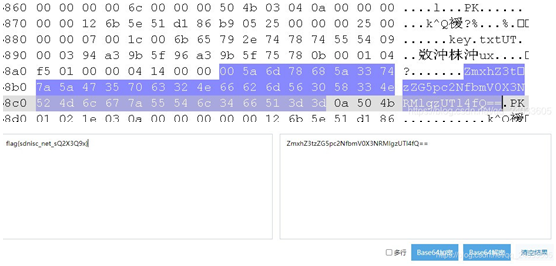 860 00 00 00 00 6c 00 00 00 00 50 4b 03 04 0a 00 00 00 ....l...PK......
870 00 00 12 6b 5e 51 d1 86 b9 05 25 00 00 00 25 00 ...k^Q
880 00 00 07 00 1c 00 6b 65 79 2e 74 78 74 55 54 09 ......key.txtUT.
890 00 03 94 a3 9b 5f 96 a3 9b 5f 75 78 0b 00 01 04 ux....
8a0 f5 01 00 00 04 14 00 00 00 5a 6d 78 68 5a 33 74 ?.......ZmxhZ3t
8b0 7a 5a 47 35 70 63 32 4e 66 62 6d 56 30 58 33 4e zZG5pc2NfbmV0X3N
8c0 52 4d 6c 67 7a 55 54 6c 34 66 51 3d 3d 0a 50 4b RMlgzUTl4fQ==.PK
8d0 01 02 1e 03 0a 00 00 00 00 00 12 6b 5e 51 d1 86 ...........k^Q
flag{sdnisc_net_sQ2X3Q9x}
ZmxhZ3tzZG5pc2NfbmV0X3NRMlgzUTl4fQ==
多行 Base64加密 Base64解密 清空结果